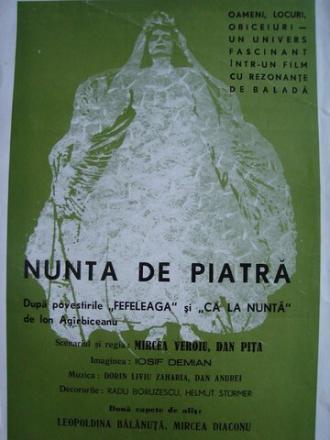 OAMENI, LOCURI,
OBICEIURI —
UN UNIVERS
FASCINANT
ÎNTR-UN FILM
CU REZONANȚE
DE BALADĂ
NUNTA DE PIATRĂ
După povestirile „FEFELEAGA” și „CA LA NUNTĂ”
de Ion Agîrbiceanu
Scenariul și regia: MIRCEA VEROIU, DAN PIȚA
Imaginea: IOSIF DEMIAN
Muzica: DORIN LIVIU ZAHARIA, DAN ANDREI
Decorurile: RADU BORUZESCU, HELMUT STÜRMER
Două capete de afiș:
LEOPOLDINA BĂLĂNUȚĂ, MIRCEA DIACONU